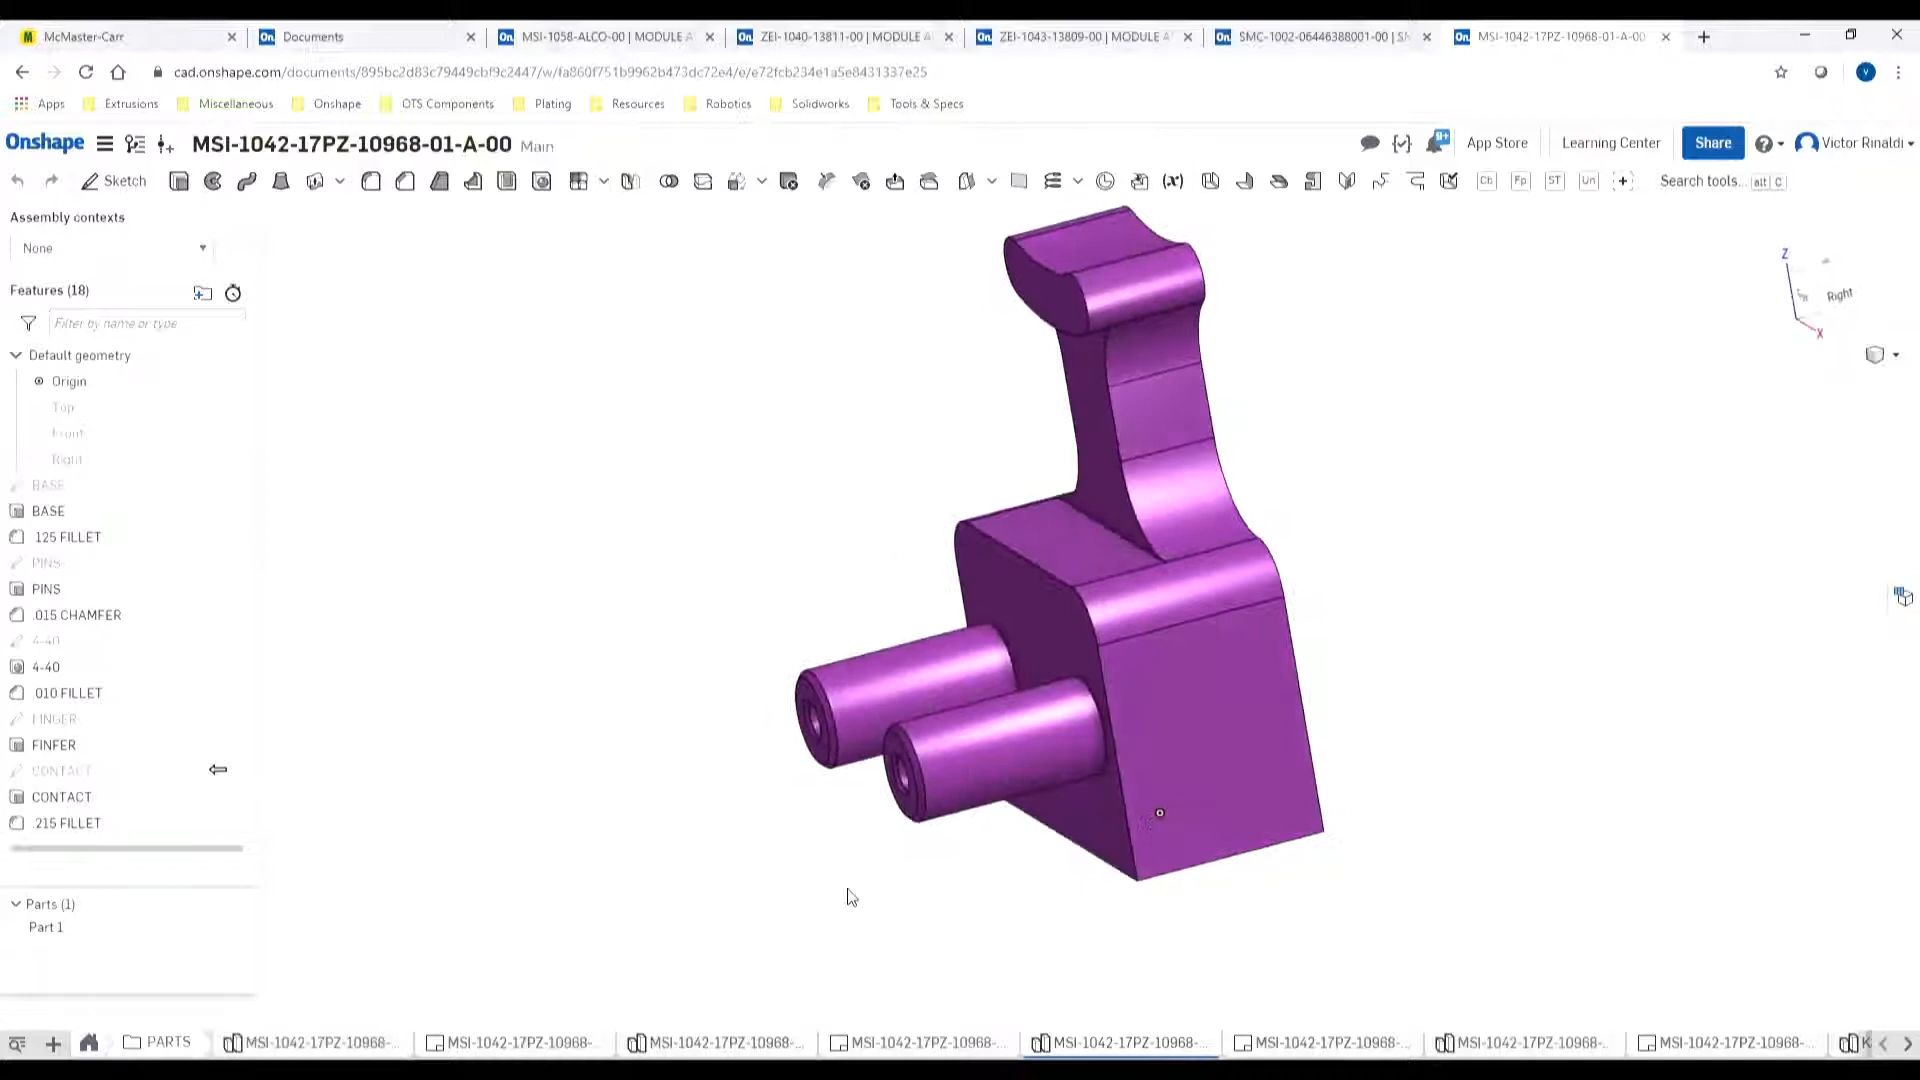 McMaster-Carr
Documents
MSI-1058-ALCO-00 | MODULE A
ZEI-1040-13811-00 | MODULE A
ZEI-1043-13809-00 | MODULE A
SMC-1002-06446388001-00 | SM
MSI-1042-17PZ-10968-01-A-00
cad.onshape.com/documents/895bc2d83c79449cbf9c2447/w/fa860f751b9962b473dc72e4/e/e72fcb234e1a5e8431337e25
V
Apps
Extrusions
Miscellaneous
Onshape
OTS Components
Plating
Resources
Robotics
Solidworks
Tools & Specs
Onshape
MSI-1042-17PZ-10968-01-A-00 Main
9+
App Store
Learning Center
Share
Victor Rinaldi
Sketch
(x)
Ch
Fp
ST
Un
Search tools... alt C
Assembly contexts
None
Features (18)
Filter by name or type
Default geometry
Origin
Top
Front
Right
BASE
BASE
.125 FILLET
PINS
PINS
.015 CHAMFER
4-40
4-40
.010 FILLET
FINGER
FINFER
CONTACT
CONTACT
.215 FILLET
Parts (1)
Part 1
Z
Right
X
PARTS
MSI-1042-17PZ-10968-...
MSI-1042-17PZ-10968-...
MSI-1042-17PZ-10968-...
MSI-1042-17PZ-10968-...
MSI-1042-17PZ-10968-...
MSI-1042-17PZ-10968-...
MSI-1042-17PZ-10968-...
MSI-1042-17PZ-10968-...